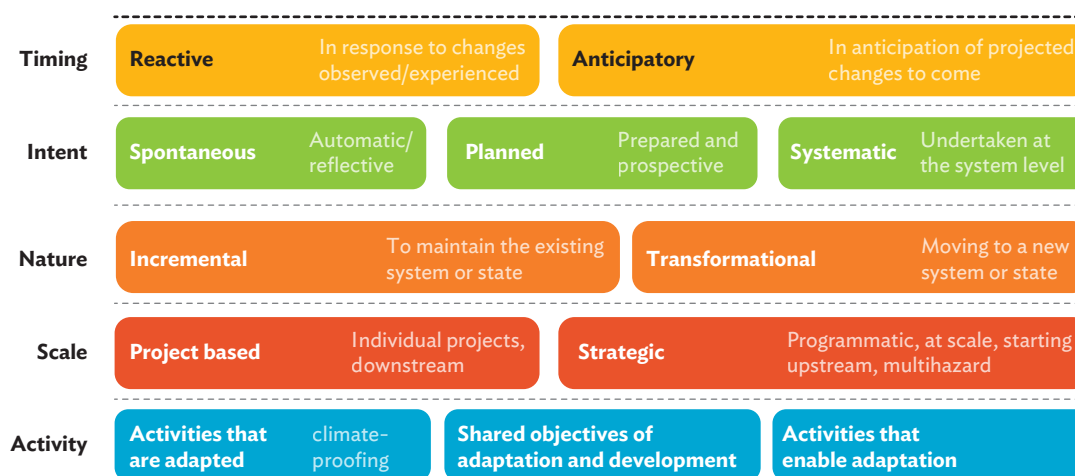 Timing
Reactive
In response to changes
observed/experienced
Anticipatory
In anticipation of projected
changes to come
Intent
Spontaneous
Automatic/
reflective
Planned
Prepared and
prospective
Systematic
Undertaken at
the system level
Nature
Incremental
To maintain the existing
system or state
Transformational
Moving to a new
system or state
Scale
Project based
Individual projects,
downstream
Strategic
Programmatic, at scale, starting
upstream, multihazard
Activity
Activities that
are adapted
climate-
proofing
Shared objectives of
adaptation and development
Activities that
enable adaptation